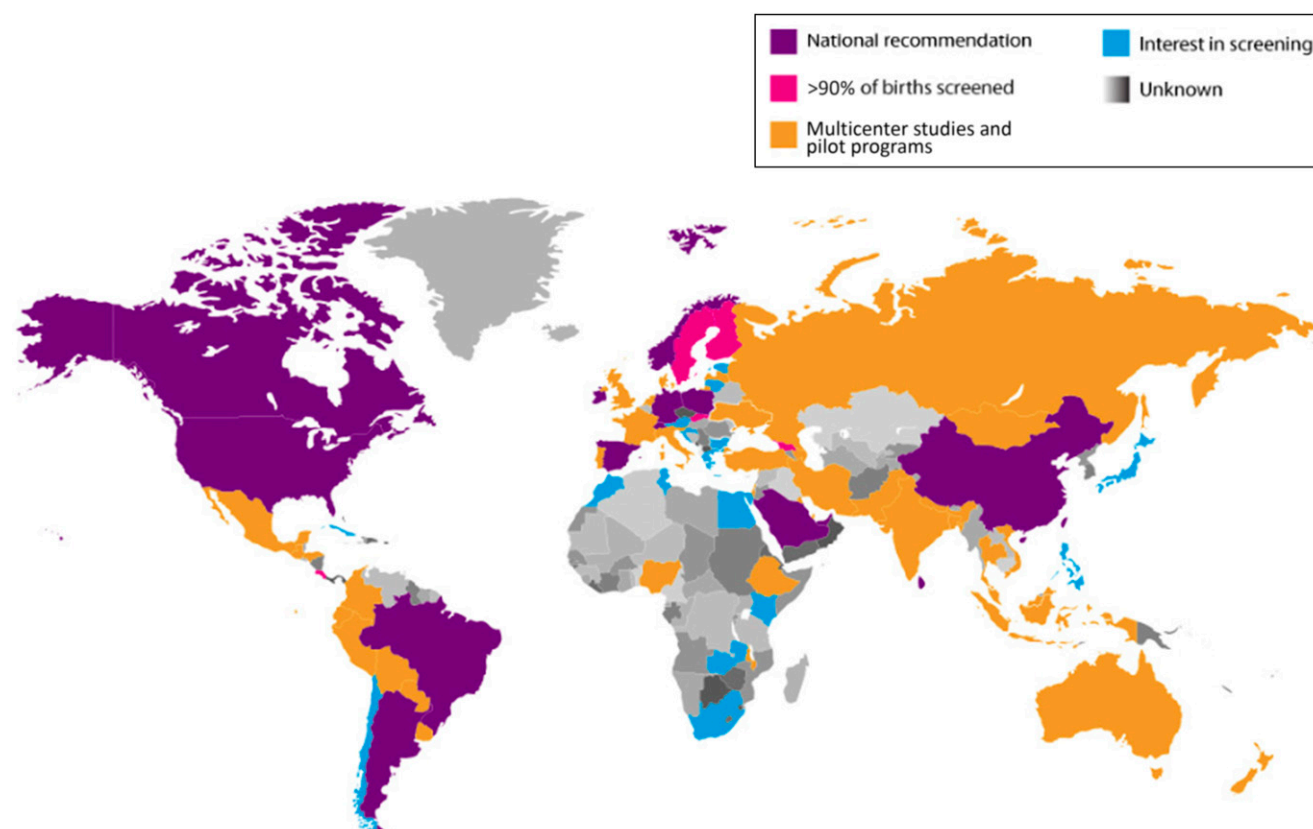 National recommendation
>90% of births screened
Multicenter studies and
pilot programs
Interest in screening
Unknown